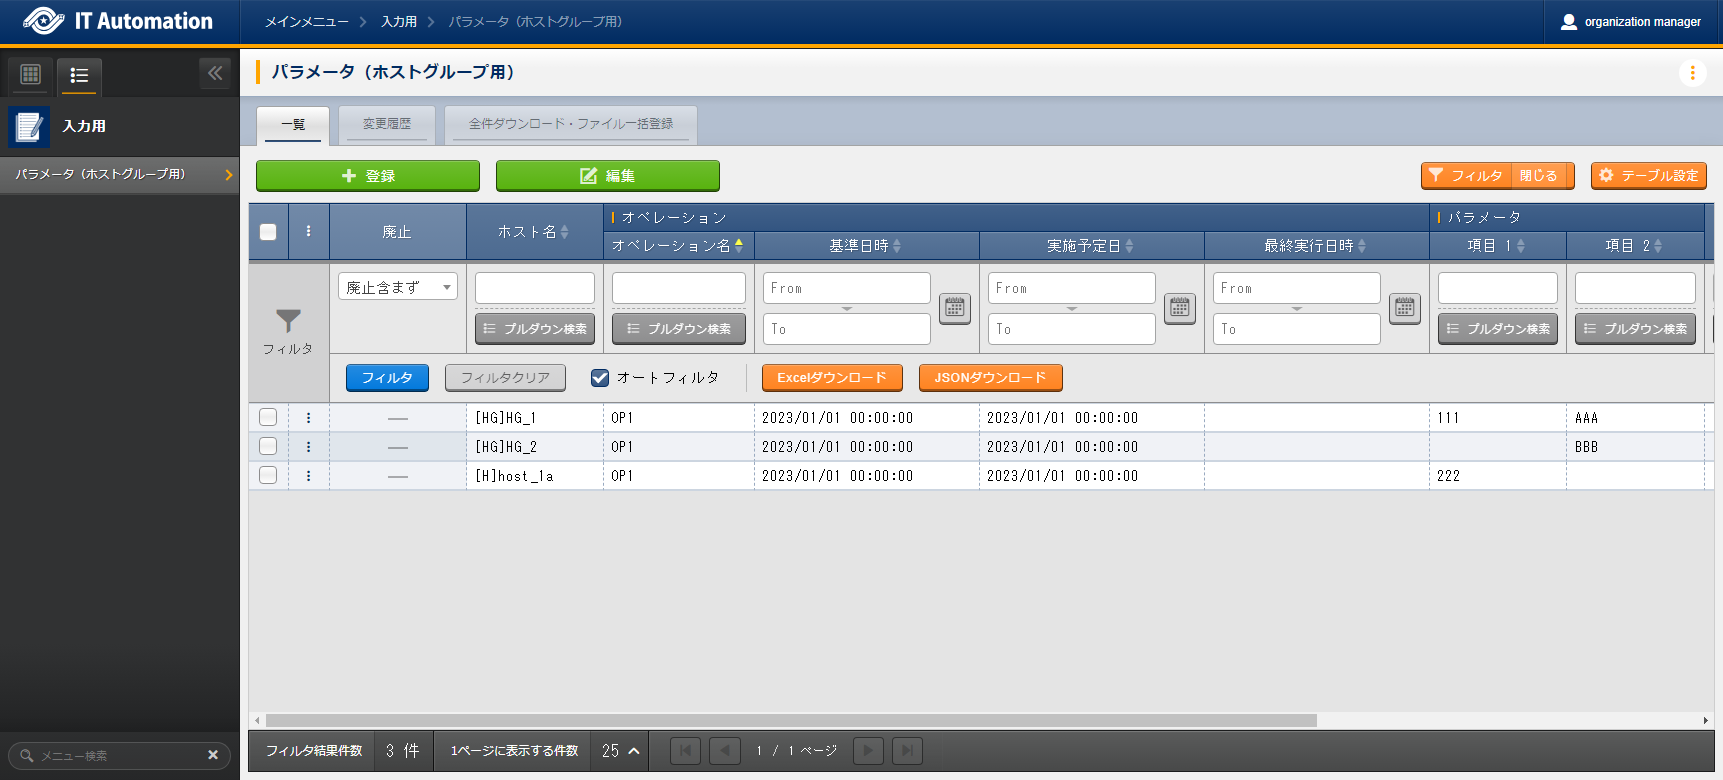 IT Automation
メインメニュー 入力用 パラメータ（ホストグループ用）
organization manager
入力用
パラメータ（ホストグループ用）
メニュー検索
パラメータ（ホストグループ用）
一覧 変更履歴 全件ダウンロード・ファイル一括登録
登録 編集 フィルタ 閉じる テーブル設定
オペレーション パラメータ
廃止 ホスト名
オペレーション名 基準日時 実施予定日 最終実行日時 項目 1 項目 2
廃止含まず From From From
プルダウン検索 プルダウン検索 To To To プルダウン検索 プルダウン検索
フィルタ
フィルタ フィルタクリア オートフィルタ Excelダウンロード JSONダウンロード
— [HG]HG_1 OP1 2023/01/01 00:00:00 2023/01/01 00:00:00 111 AAA
— [HG]HG_2 OP1 2023/01/01 00:00:00 2023/01/01 00:00:00 BBB
— [H]host_1a OP1 2023/01/01 00:00:00 2023/01/01 00:00:00 222
フィルタ結果件数 3 件 1ページに表示する件数 25 1 / 1 ページ